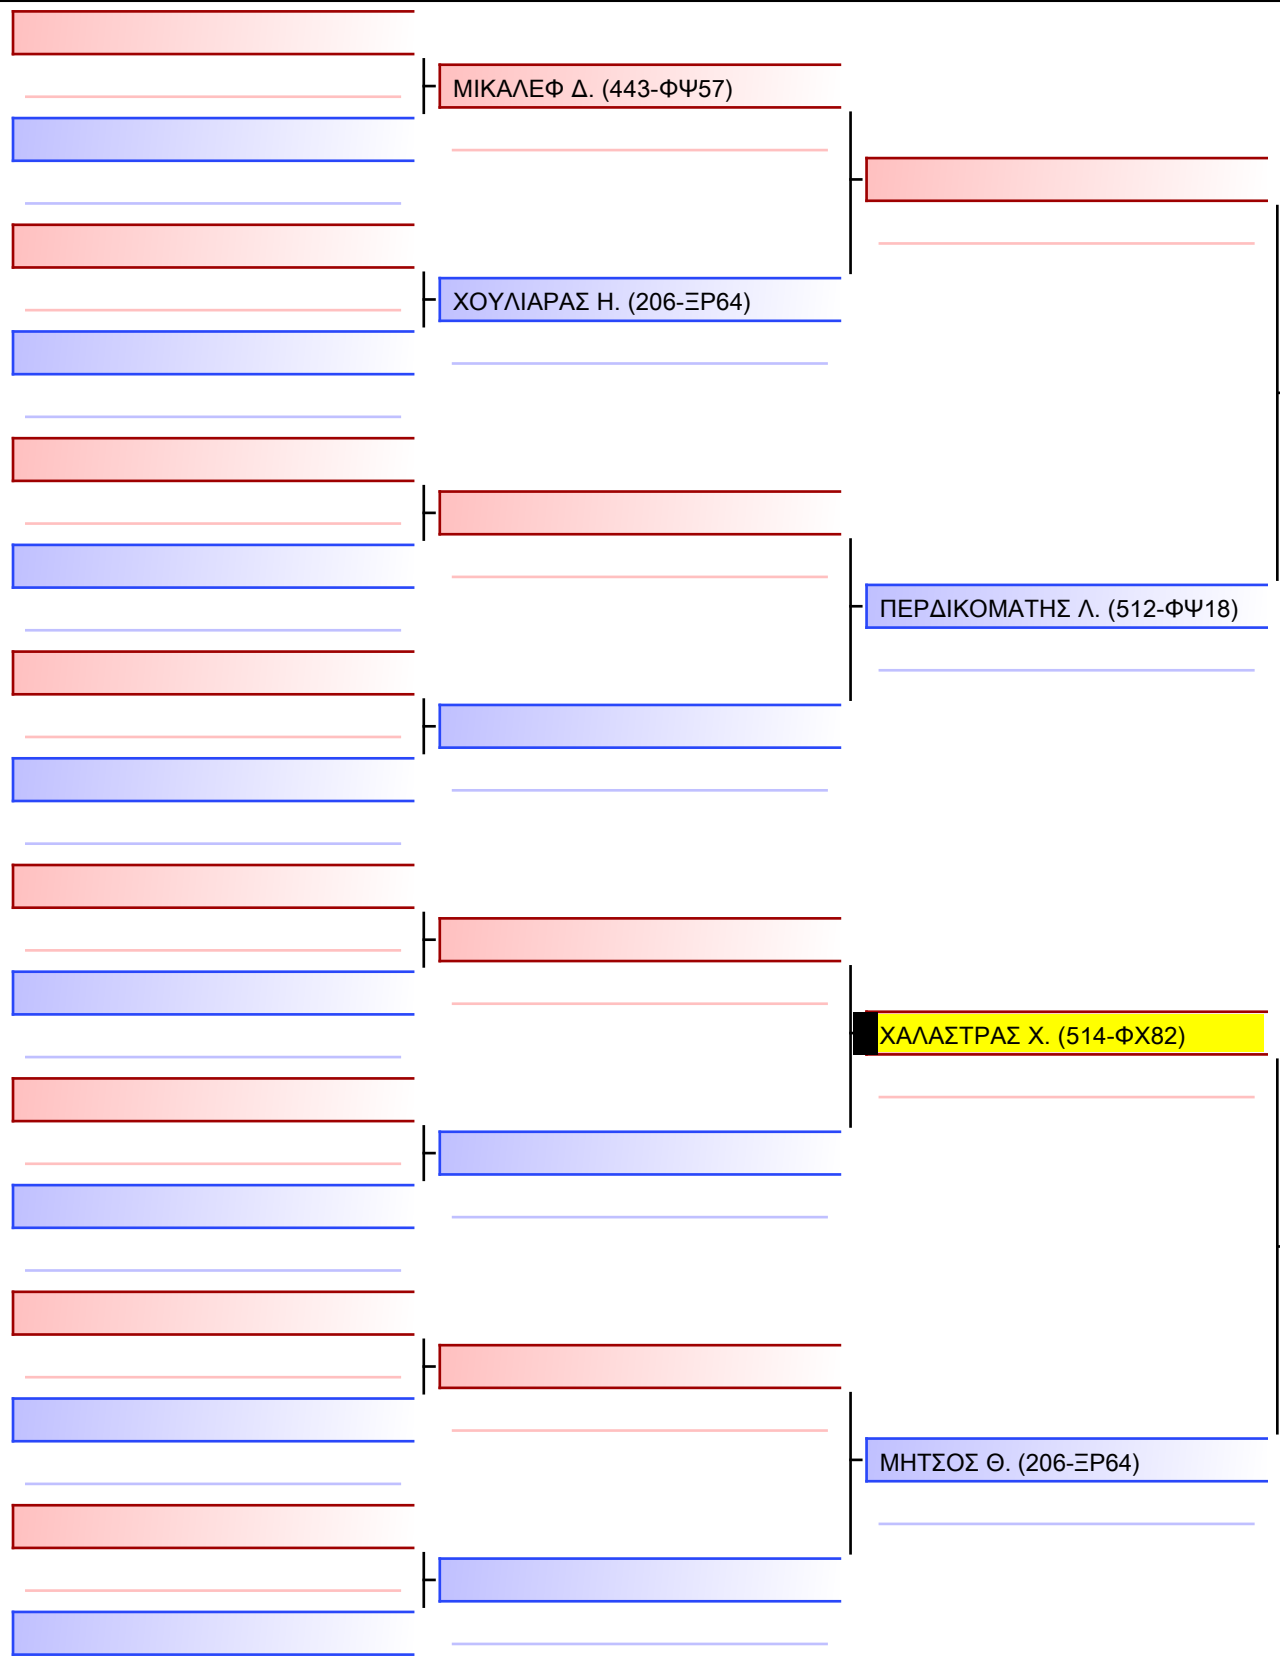 ΜΙΚΑΛΕΦ Δ. (443-ΦΨ57)
ΧΟΥΛΙΑΡΑΣ Η. (206-ΞΡ64)
ΠΕΡΔΙΚΟΜΑΤΗΣ Λ. (512-ΦΨ18)
ΧΑΛΑΣΤΡΑΣ Χ. (514-ΦΧ82)
ΜΗΤΣΟΣ Θ. (206-ΞΡ64)